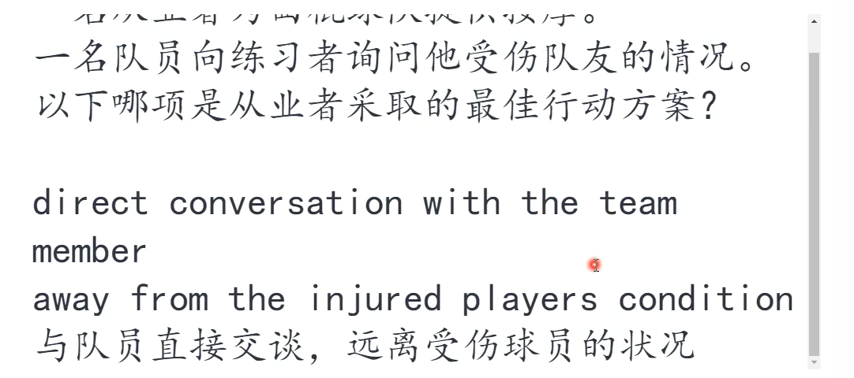 一名队员向练习者询问他受伤队友的情况。
以下哪项是从业者采取的最佳行动方案？
direct conversation with the team
member
away from the injured players condition
与队员直接交谈，远离受伤球员的状况